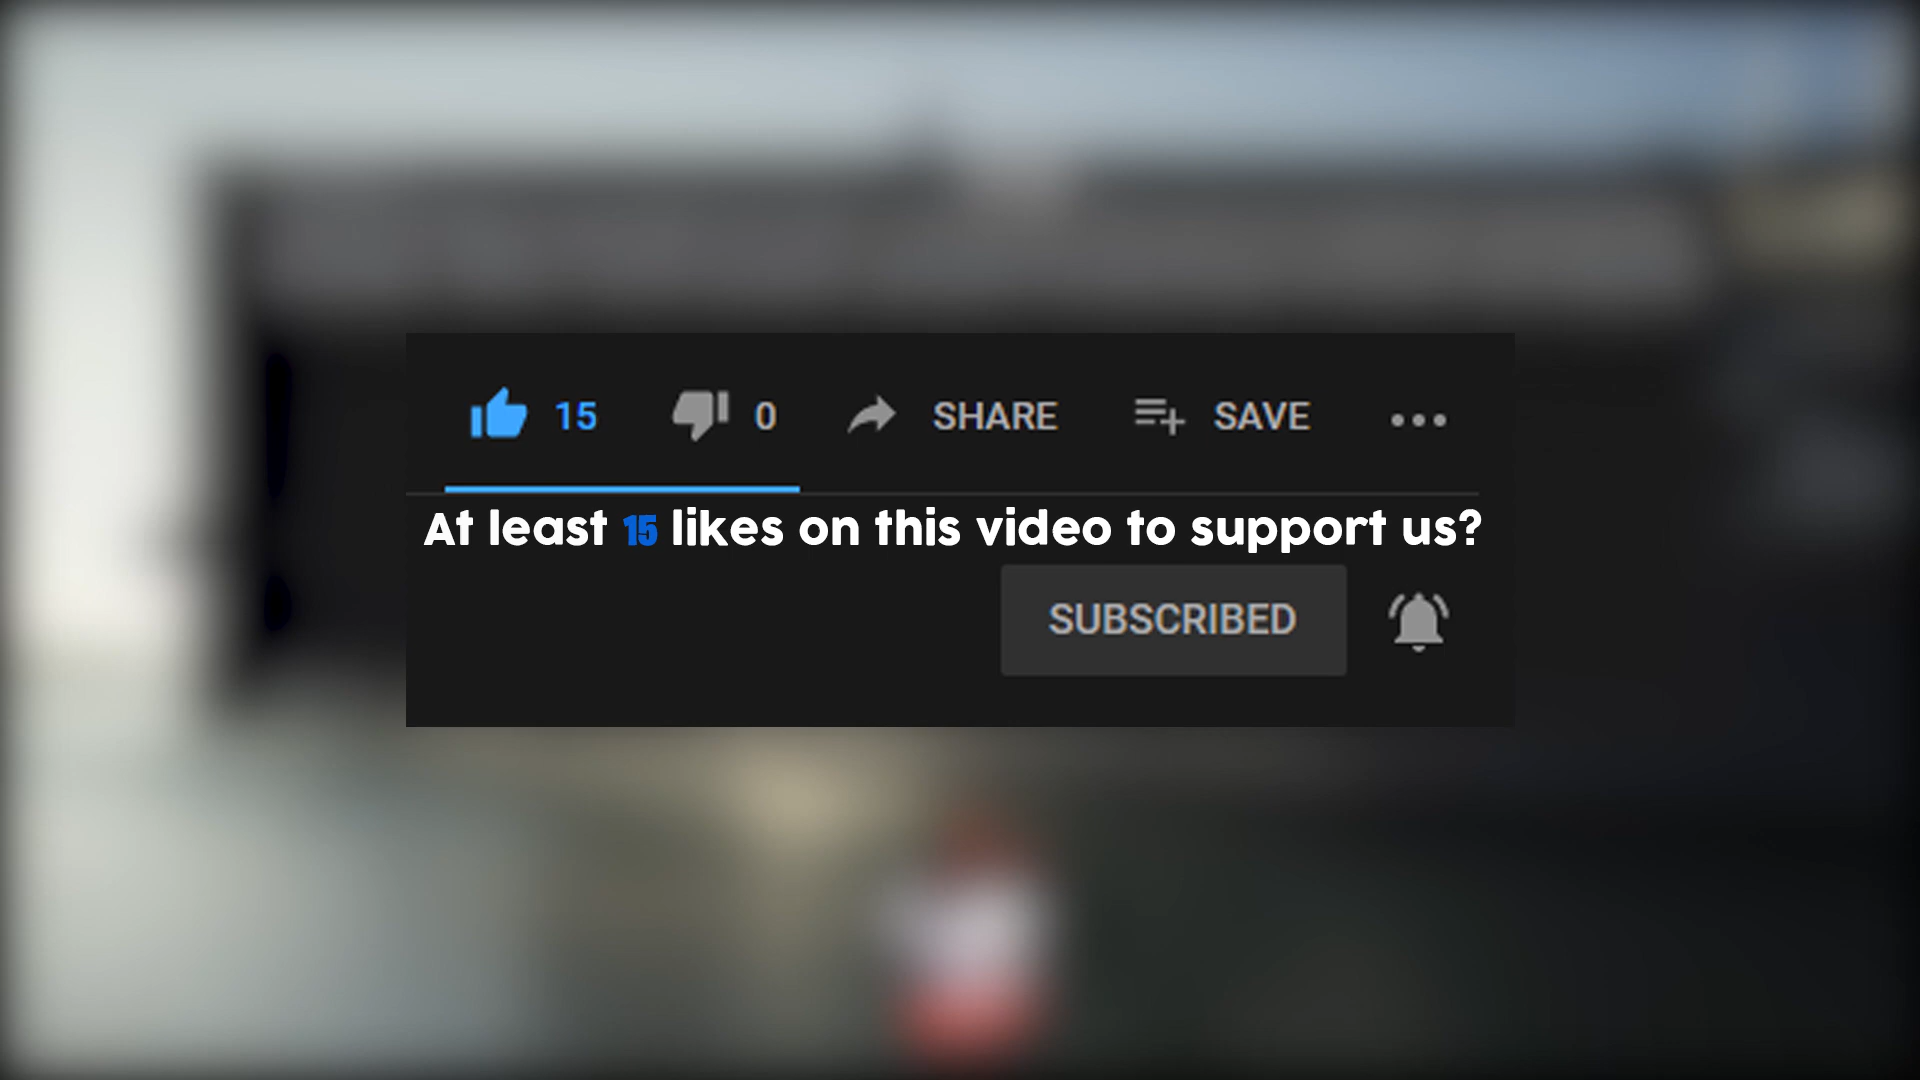 15 0 SHARE SAVE
At least 15 likes on this video to support us?
SUBSCRIBED